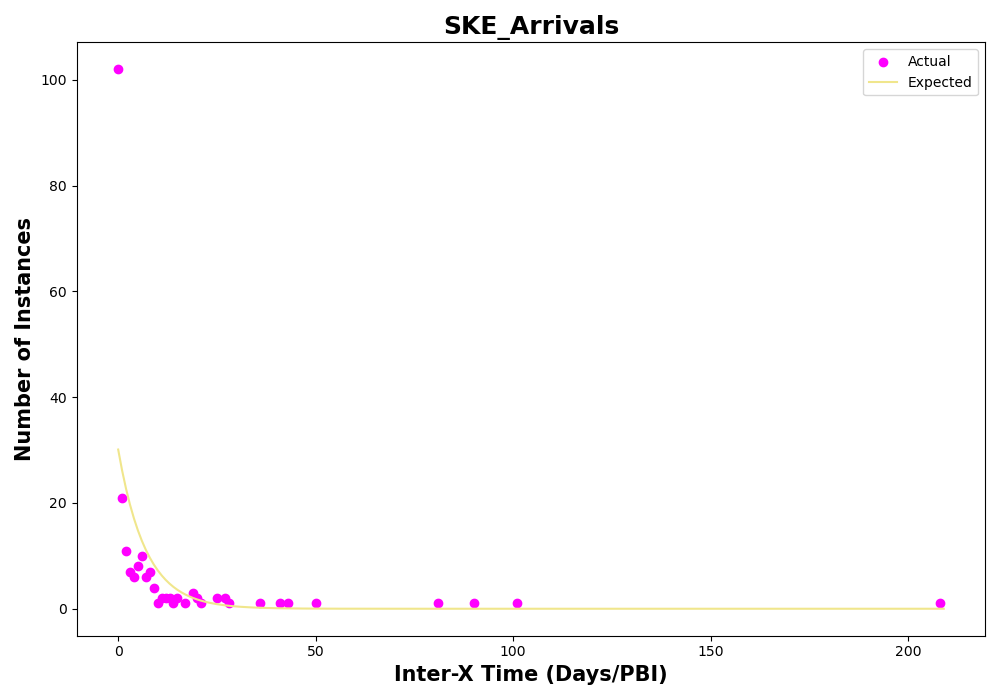 SKE_Arrivals
Actual
Expected
Number of Instances
100
80
60
40
20
0
0
50
100
150
200
Inter-X Time (Days/PBI)